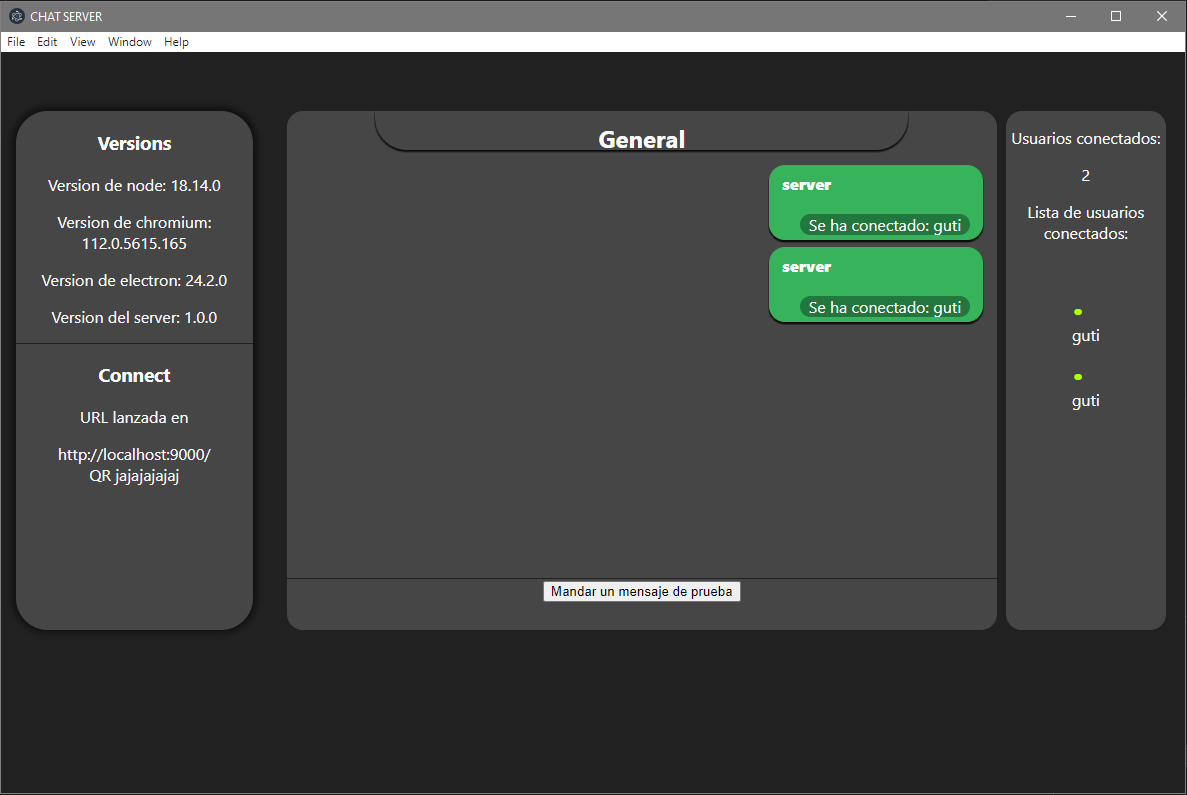 CHAT SERVER
File Edit View Window Help
Versions
Version de node: 18.14.0
Version de chromium:
112.0.5615.165
Version de electron: 24.2.0
Version del server: 1.0.0
Connect
URL lanzada en
http://localhost:9000/
QR jajajajajaj
General
server
Se ha conectado: guti
server
Se ha conectado: guti
Mandar un mensaje de prueba
Usuarios conectados:
2
Lista de usuarios
conectados:
guti
guti